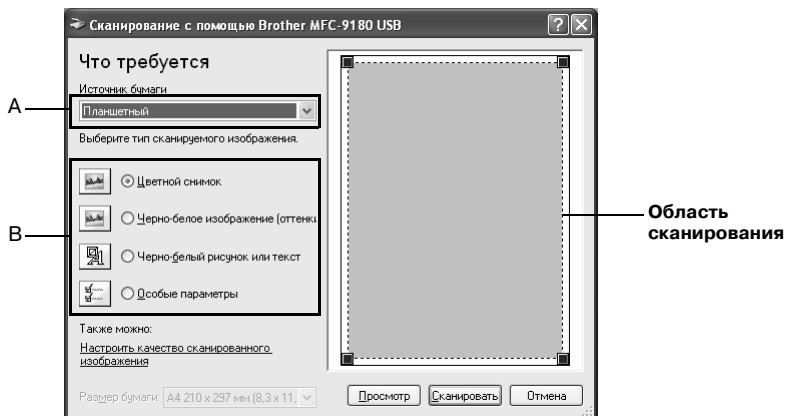 Сканирование с помощью Brother MFC-9180 USB
Что требуется
Источник бумаги
A
Планшетный
Выберите тип сканируемого изображения.
B
Цветной снимок
Черно-белое изображение (оттенки
Черно-белый рисунок или текст
Особые параметры
Также можно:
Настроить качество сканированного
изображения
Размер бумаги: A4 210 x 297 мм (8,3 x 11,
Просмотр
Сканировать
Отмена
Область
сканирования